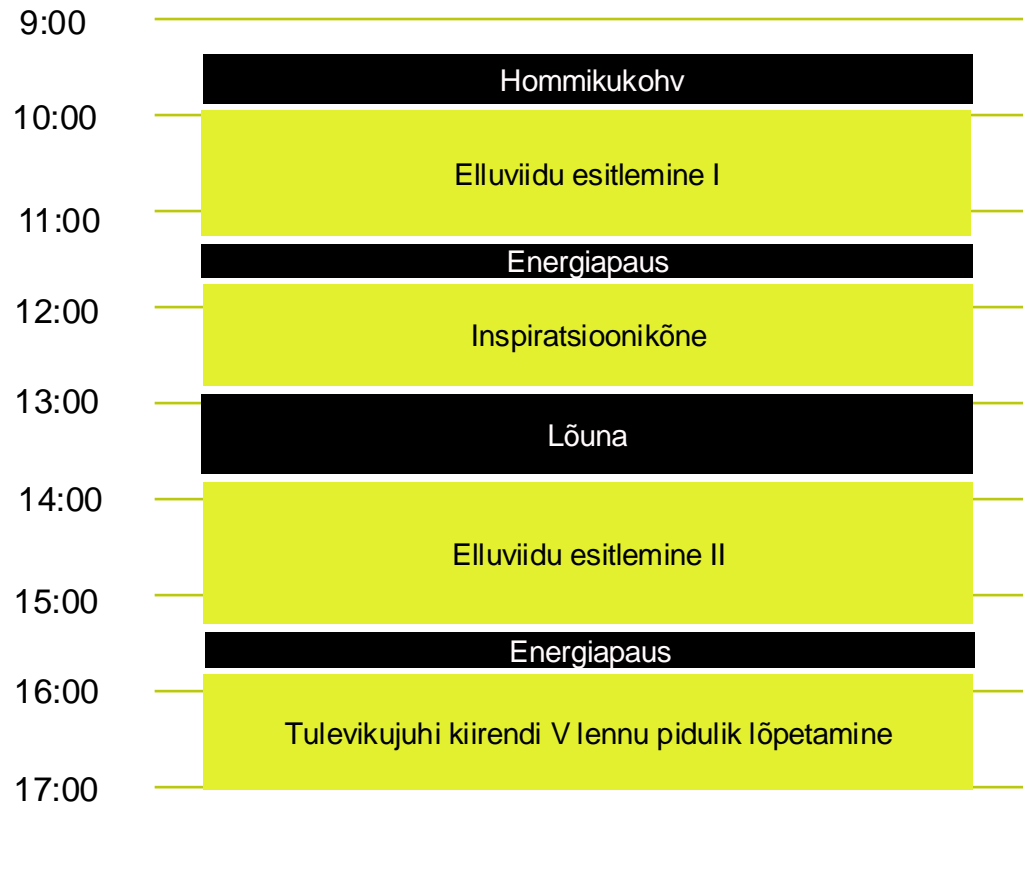 9:00
Hommikukohv
10:00
Elluviidu esitlemine I
11:00
Energiapaus
12:00
Inspiratsioonikõne
13:00
Lõuna
14:00
Elluviidu esitlemine II
15:00
Energiapaus
16:00
Tulevikujuhi kiirendi V lennu pidulik lõpetamine
17:00